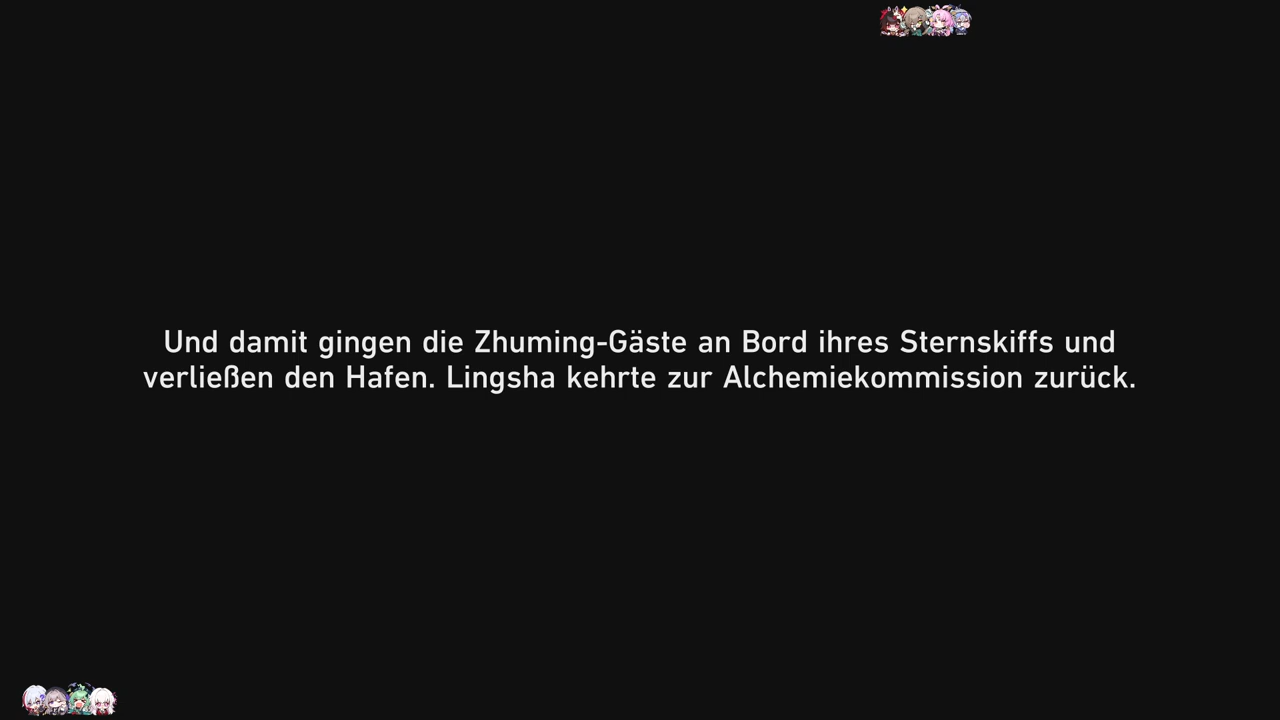 Und damit gingen die Zhuming-Gäste an Bord ihres Sternskiffs und
verließen den Hafen. Lingsha kehrte zur Alchemiekommission zurück.